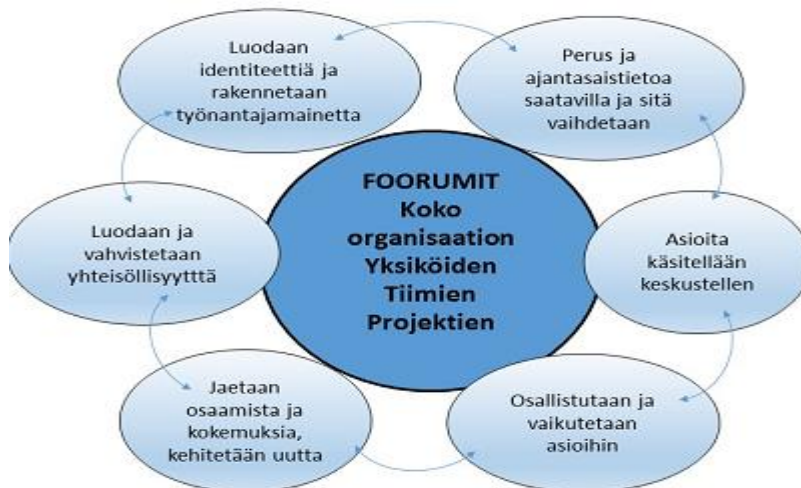 Luodaan
identiteettiä ja
rakennetaan
työnantajamainetta
Perus ja
ajantasaistietoa
saatavilla ja sitä
vaihdetaan
FOORUMIT
Koko
organisaation
Yksiköiden
Tiimien
Projektien
Luodaan ja
vahvistetaan
yhteisöllisyytttä
Asioita
käsitellään
keskustellen
Jaetaan
osaamista ja
kokemuksia,
kehitetään uutta
Osallistutaan ja
vaikutetaan
asioihin